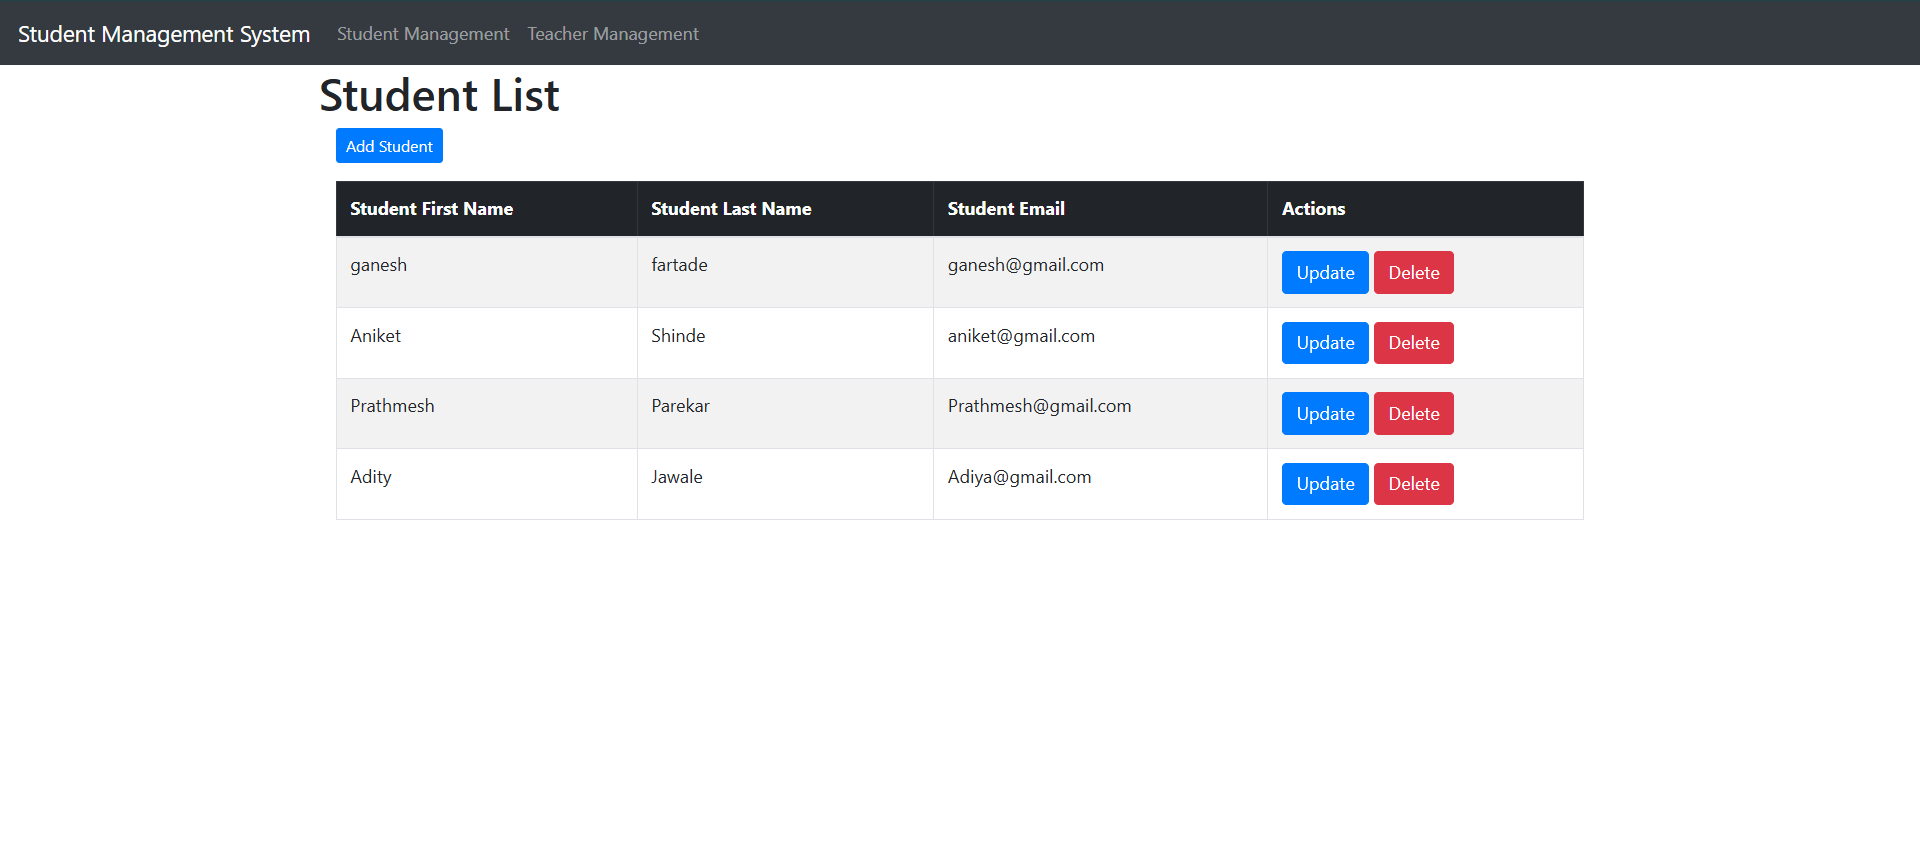 Student Management System Student Management Teacher Management
Student List
Add Student
Student First Name Student Last Name Student Email Actions
ganesh fartade ganesh@gmail.com Update Delete
Aniket Shinde aniket@gmail.com Update Delete
Prathmesh Parekar Prathmesh@gmail.com Update Delete
Adity Jawale Adiya@gmail.com Update Delete